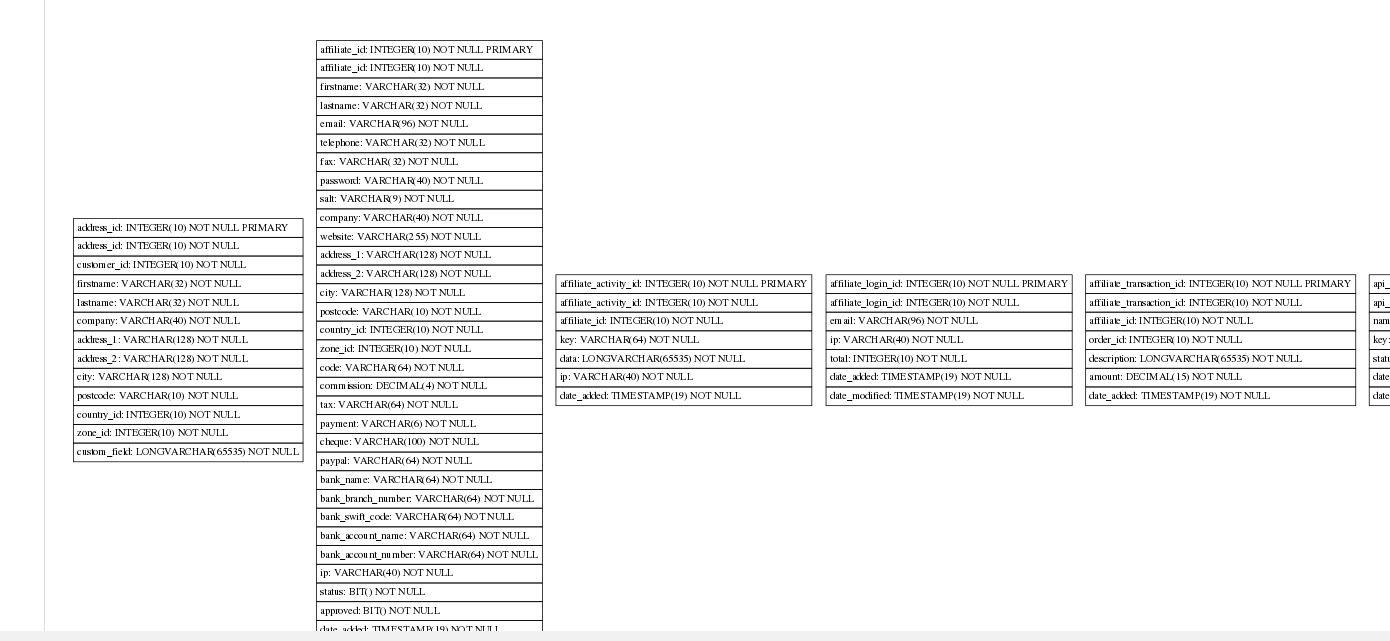 address_id: INTEGER(10) NOT NULL PRIMARY
address_id: INTEGER(10) NOT NULL
customer_id: INTEGER(10) NOT NULL
firstname: VARCHAR(32) NOT NULL
lastname: VARCHAR(32) NOT NULL
company: VARCHAR(40) NOT NULL
address_1: VARCHAR(128) NOT NULL
address_2: VARCHAR(128) NOT NULL
city: VARCHAR(128) NOT NULL
postcode: VARCHAR(10) NOT NULL
country_id: INTEGER(10) NOT NULL
zone_id: INTEGER(10) NOT NULL
custom_field: LONGVARCHAR(65535) NOT NULL
affiliate_id: INTEGER(10) NOT NULL PRIMARY
affiliate_id: INTEGER(10) NOT NULL
firstname: VARCHAR(32) NOT NULL
lastname: VARCHAR(32) NOT NULL
email: VARCHAR(96) NOT NULL
telephone: VARCHAR(32) NOT NULL
fax: VARCHAR(32) NOT NULL
password: VARCHAR(40) NOT NULL
salt: VARCHAR(9) NOT NULL
company: VARCHAR(40) NOT NULL
website: VARCHAR(255) NOT NULL
address_1: VARCHAR(128) NOT NULL
address_2: VARCHAR(128) NOT NULL
city: VARCHAR(128) NOT NULL
postcode: VARCHAR(10) NOT NULL
country_id: INTEGER(10) NOT NULL
zone_id: INTEGER(10) NOT NULL
code: VARCHAR(64) NOT NULL
commission: DECIMAL(4) NOT NULL
tax: VARCHAR(64) NOT NULL
payment: VARCHAR(6) NOT NULL
cheque: VARCHAR(100) NOT NULL
paypal: VARCHAR(64) NOT NULL
bank_name: VARCHAR(64) NOT NULL
bank_branch_number: VARCHAR(64) NOT NULL
bank_swift_code: VARCHAR(64) NOT NULL
bank_account_name: VARCHAR(64) NOT NULL
bank_account_number: VARCHAR(64) NOT NULL
ip: VARCHAR(40) NOT NULL
status: BIT() NOT NULL
approved: BIT() NOT NULL
date_added: TIMESTAMP(19) NOT NULL
affiliate_activity_id: INTEGER(10) NOT NULL PRIMARY
affiliate_activity_id: INTEGER(10) NOT NULL
affiliate_id: INTEGER(10) NOT NULL
key: VARCHAR(64) NOT NULL
data: LONGVARCHAR(65535) NOT NULL
ip: VARCHAR(40) NOT NULL
date_added: TIMESTAMP(19) NOT NULL
affiliate_login_id: INTEGER(10) NOT NULL PRIMARY
affiliate_login_id: INTEGER(10) NOT NULL
email: VARCHAR(96) NOT NULL
ip: VARCHAR(40) NOT NULL
total: INTEGER(10) NOT NULL
date_added: TIMESTAMP(19) NOT NULL
date_modified: TIMESTAMP(19) NOT NULL
affiliate_transaction_id: INTEGER(10) NOT NULL PRIMARY
affiliate_transaction_id: INTEGER(10) NOT NULL
affiliate_id: INTEGER(10) NOT NULL
order_id: INTEGER(10) NOT NULL
description: LONGVARCHAR(65535) NOT NULL
amount: DECIMAL(15) NOT NULL
date_added: TIMESTAMP(19) NOT NULL
api_
api_
nam
key:
statu
date
date